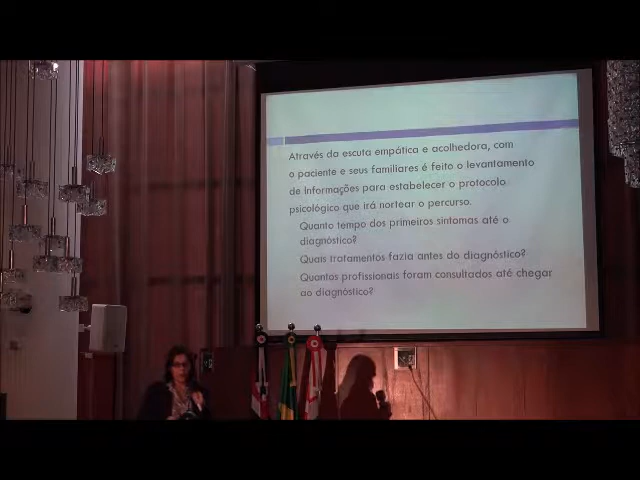 Através da escuta empática e acolhedora, com
o paciente e seus familiares é feito o levantamento
de Informações para estabelecer o protocolo
psicológico que irá nortear o percurso.
Quanto tempo dos primeiros sintomas até o
diagnóstico?
Quais tratamentos fazia antes do diagnóstico?
Quantos profissionais foram consultados até chegar
ao diagnóstico?